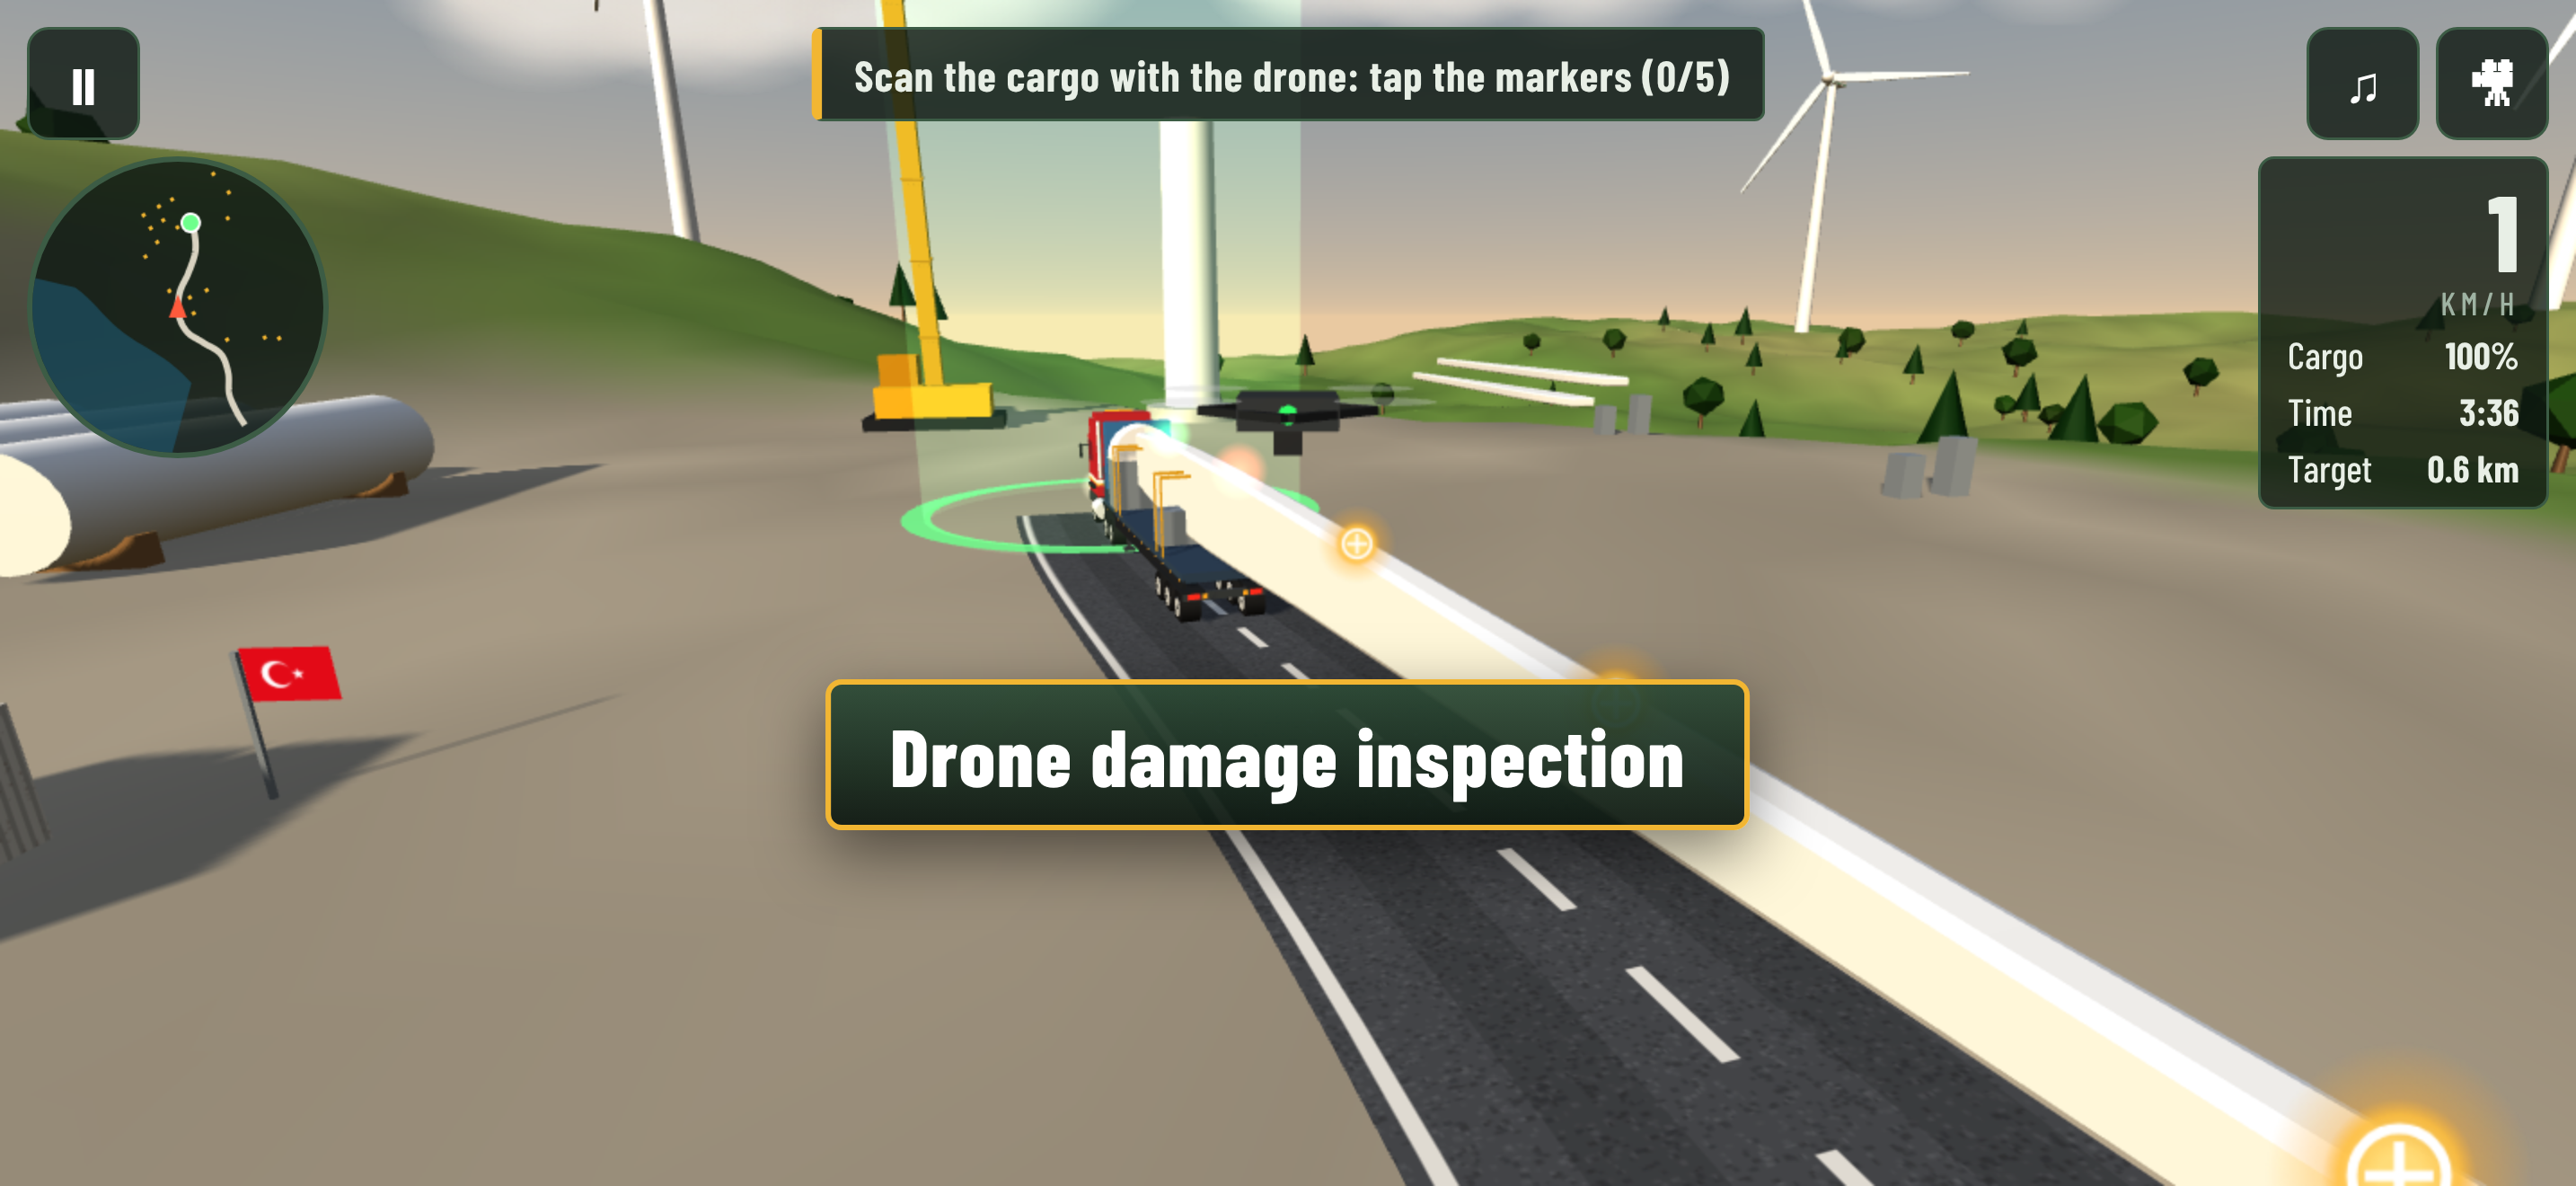 Scan the cargo with the drone: tap the markers (0/5)
1
KM/H
Cargo 100%
Time 3:36
Target 0.6 km
Drone damage inspection